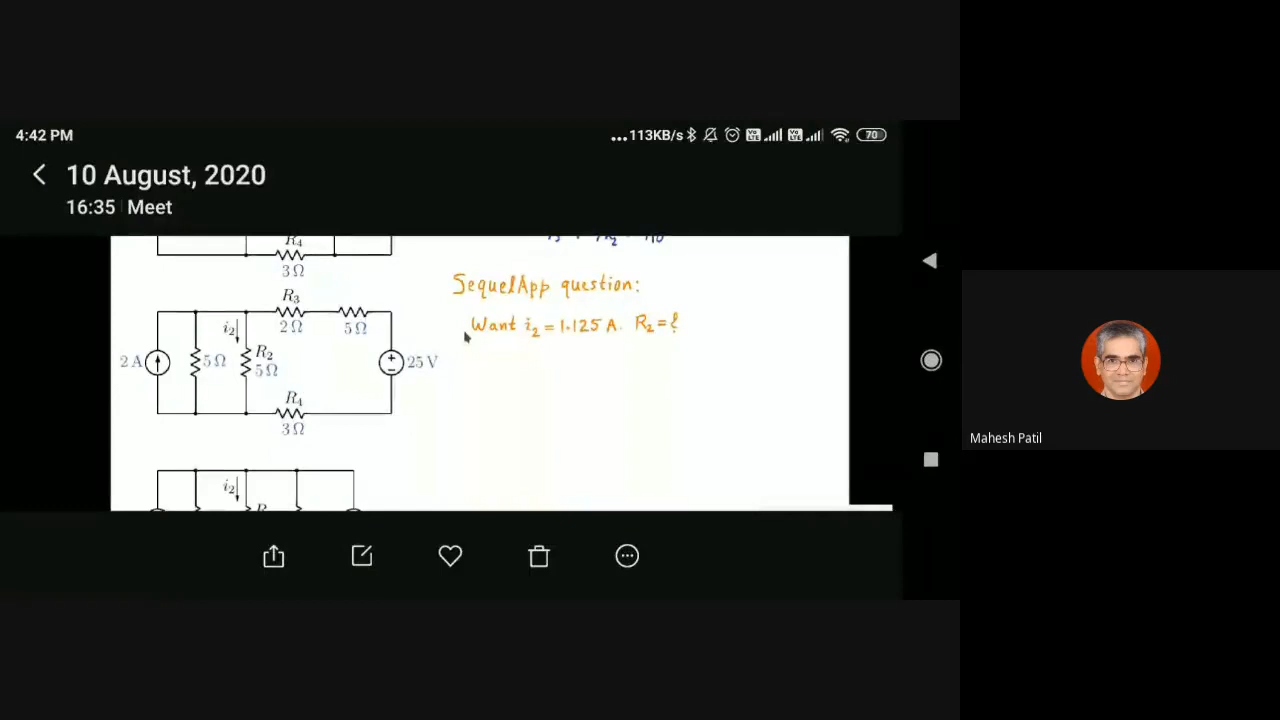 4:42 PM
...113KB/s 70
10 August, 2020
16:35 Meet
R4
3Ω
SequelApp question:
R3
Want i2 = 1.125 A. R2 = ?
i2
2Ω
5Ω
2 A
5Ω
R2
5Ω
25 V
R4
3Ω
i2
Mahesh Patil